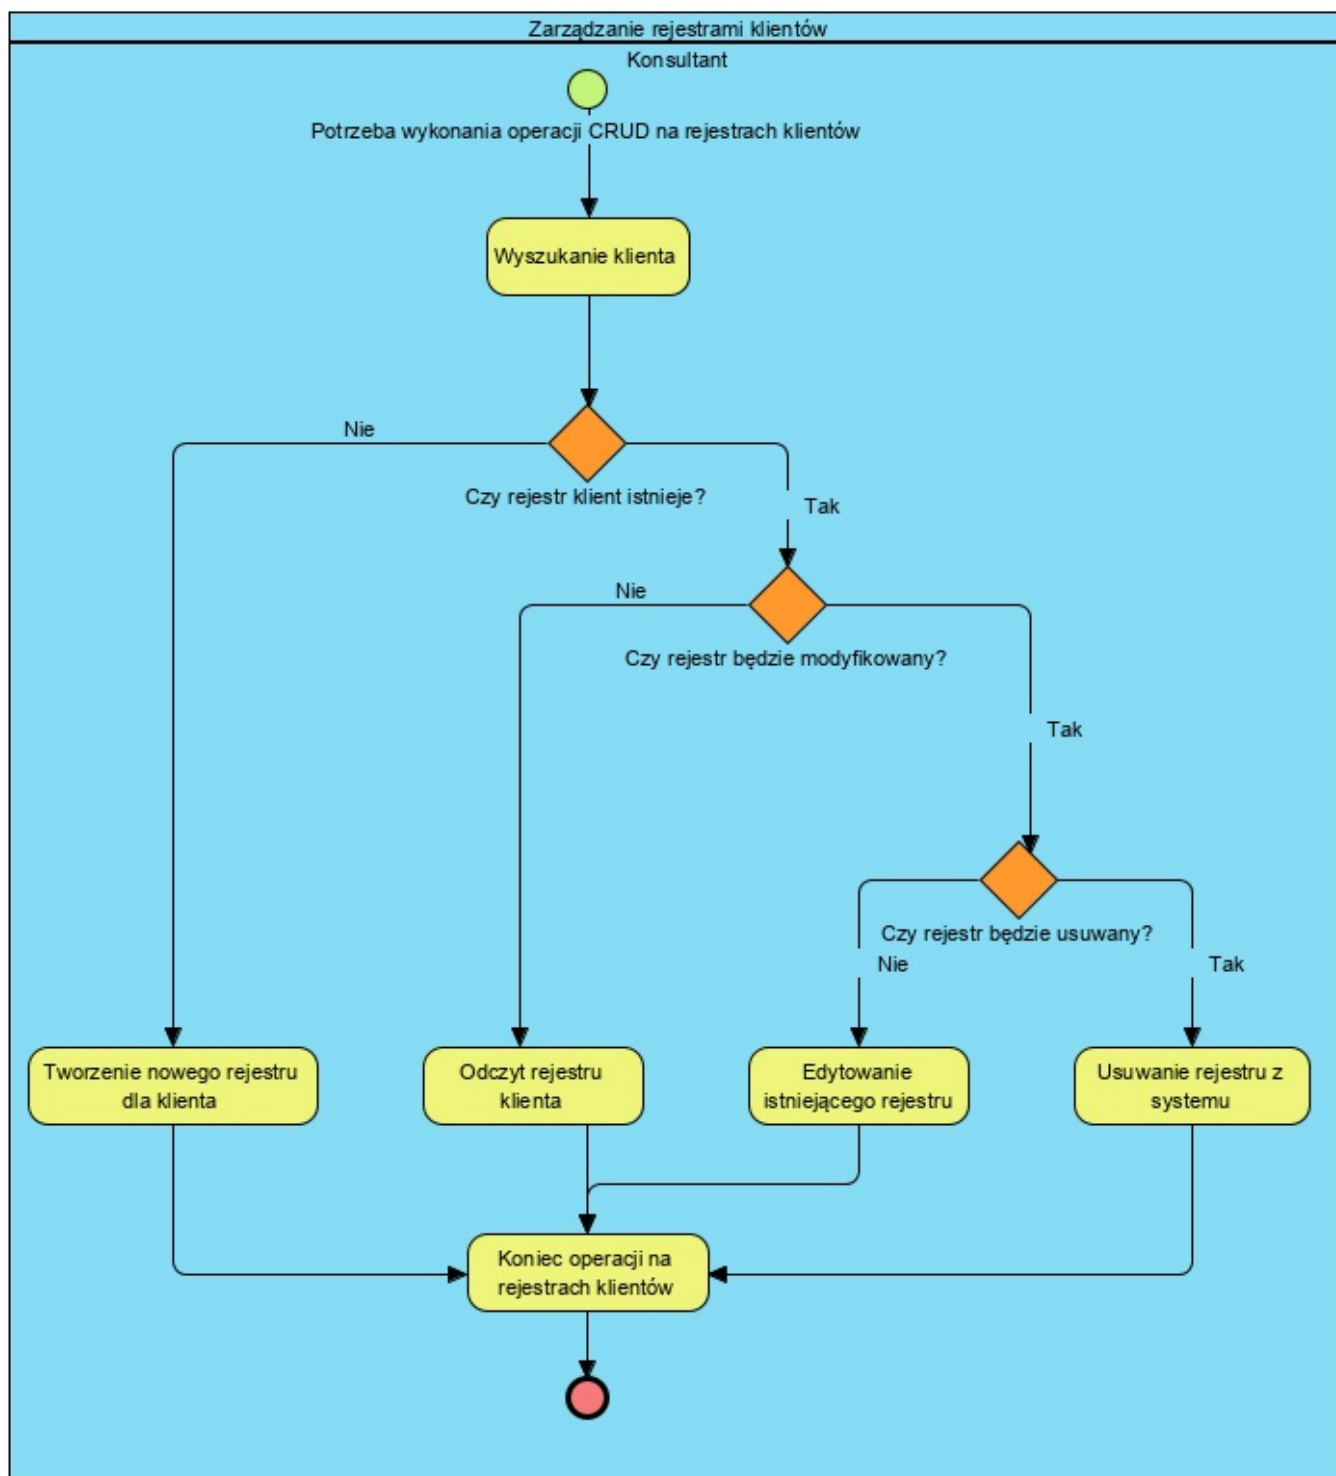 Zarządzanie rejestrami klientów
Konsultant
Potrzeba wykonania operacji CRUD na rejestrach klientów
Wyszukanie klienta
Nie
Czy rejestr klient istnieje?
Tak
Nie
Czy rejestr będzie modyfikowany?
Tak
Czy rejestr będzie usuwany?
Nie
Tak
Tworzenie nowego rejestru
dla klienta
Odczyt rejestru
klienta
Edytowanie
istniejącego rejestru
Usuwanie rejestru z
systemu
Koniec operacji na
rejestrach klientów